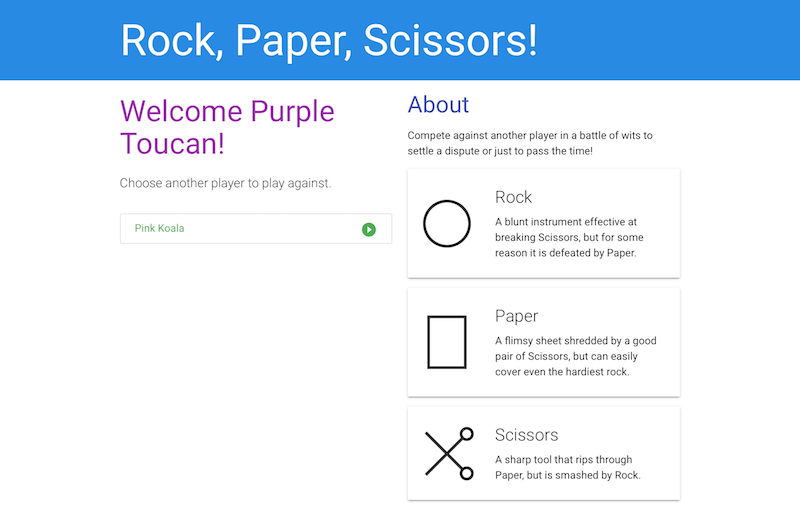 Rock, Paper, Scissors!
Welcome Purple
Toucan!
Choose another player to play against.
Pink Koala
About
Compete against another player in a battle of wits to
settle a dispute or just to pass the time!
Rock
A blunt instrument effective at
breaking Scissors, but for some
reason it is defeated by Paper.
Paper
A flimsy sheet shredded by a good
pair of Scissors, but can easily
cover even the hardiest rock.
Scissors
A sharp tool that rips through
Paper, but is smashed by Rock.